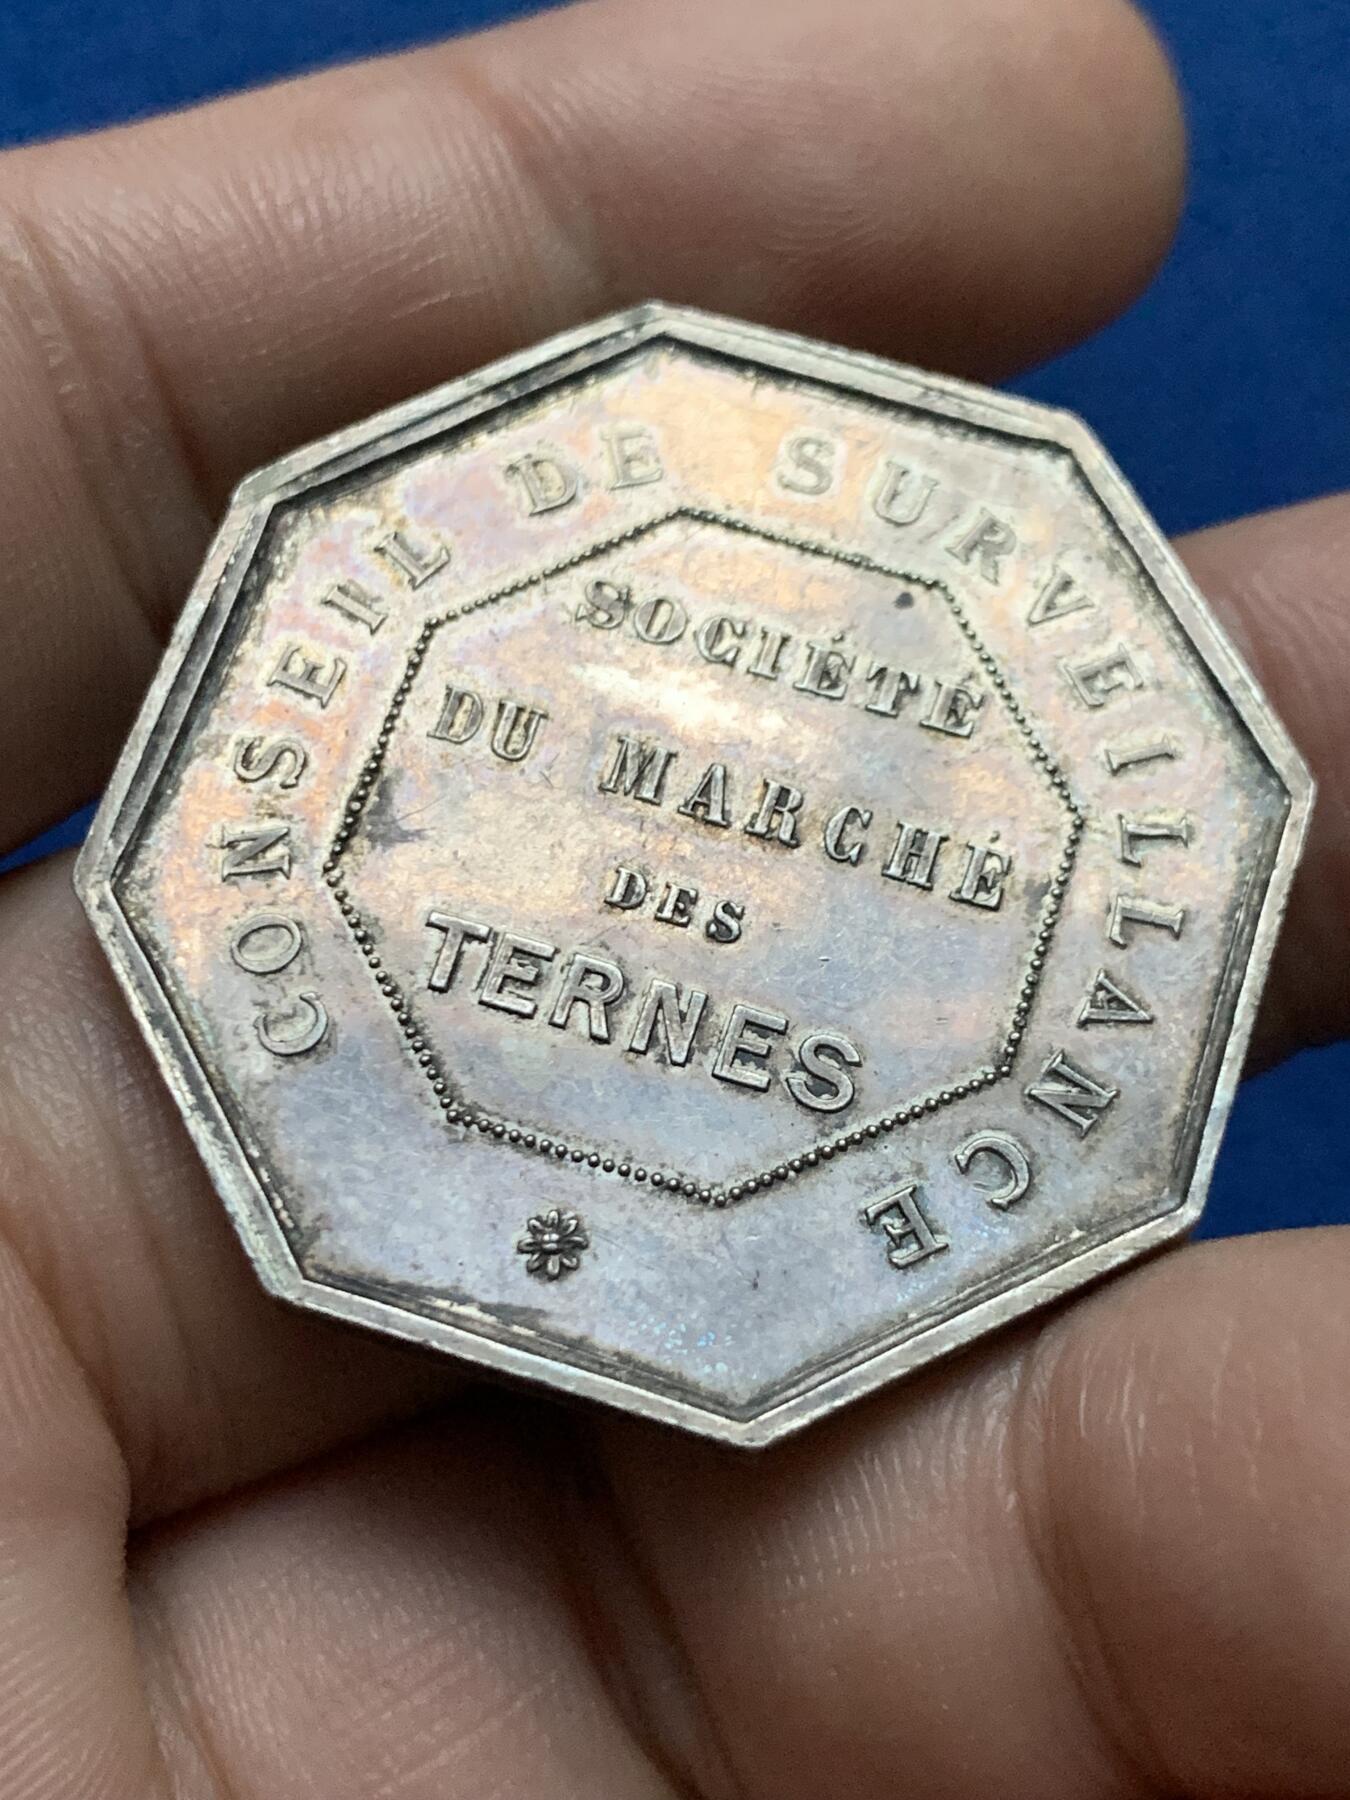 CONSEIL DE SURVEILLANCE
SOCIÉTÉ
DU MARCHÉ
DES
TERNES